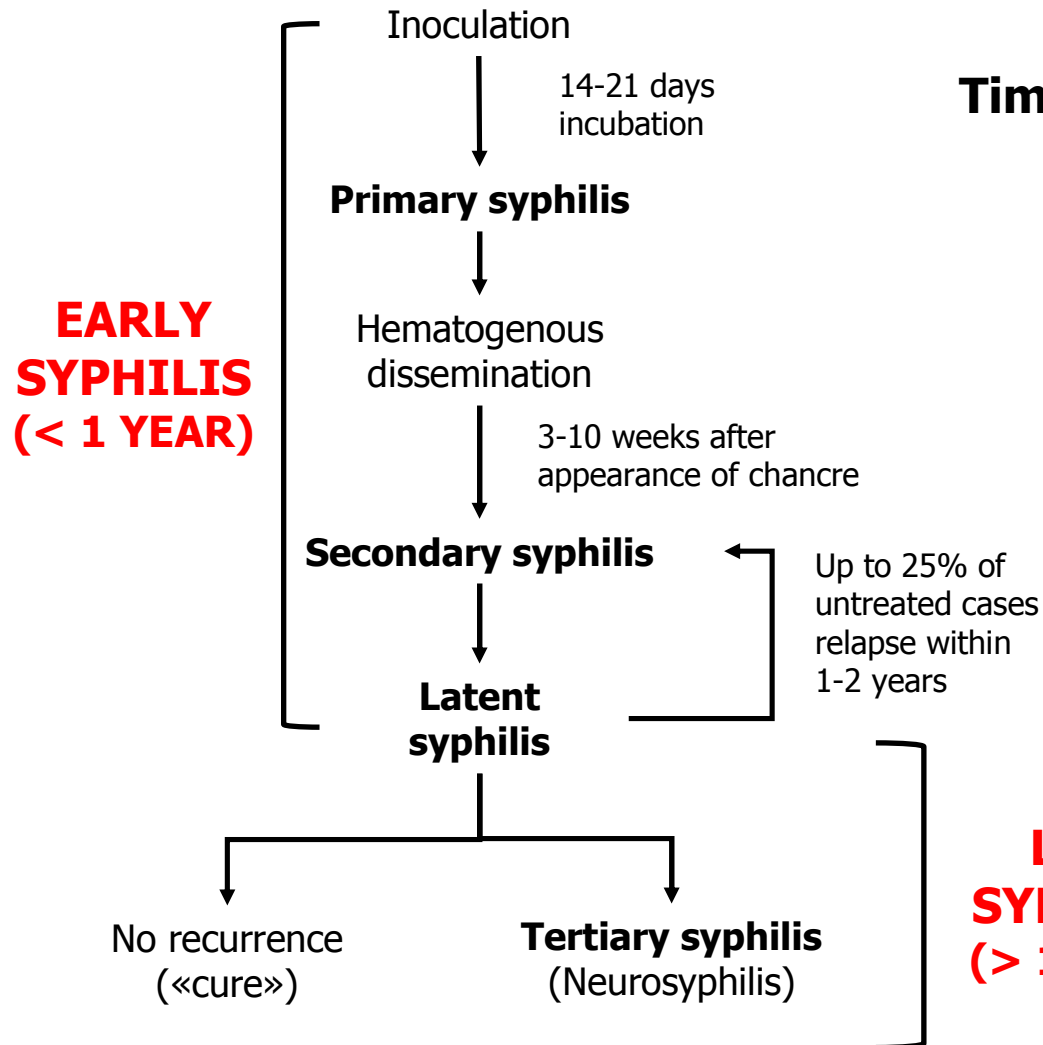 Inoculation
14-21 days
incubation
Tim
Primary syphilis
EARLY
SYPHILIS
(< 1 YEAR)
Hematogenous
dissemination
3-10 weeks after
appearance of chancre
Secondary syphilis
Up to 25% of
untreated cases
relapse within
1-2 years
Latent
syphilis
L
SY
(>
No recurrence
(«cure»)
Tertiary syphilis
(Neurosyphilis)